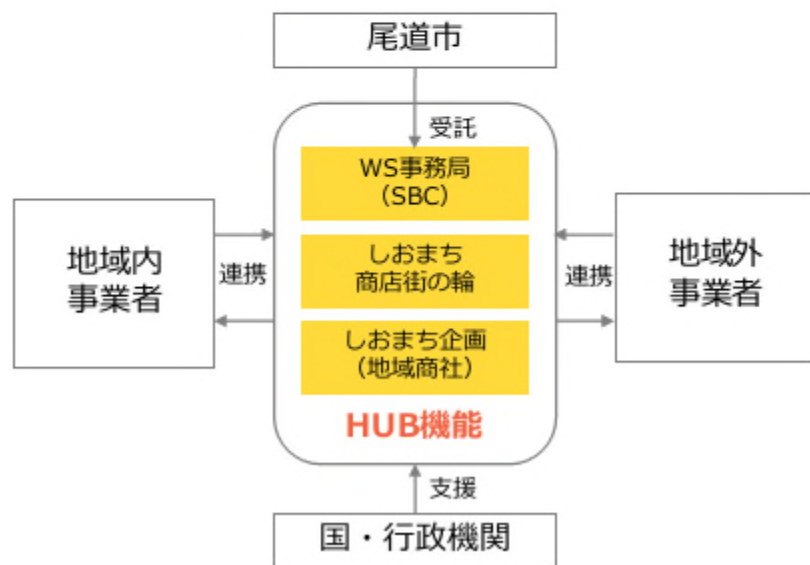 尾道市
受託
WS事務局
（SBC）
地域内
事業者
連携
しおまち
商店街の輪
連携
地域外
事業者
しおまち企画
（地域商社）
HUB機能
支援
国・行政機関